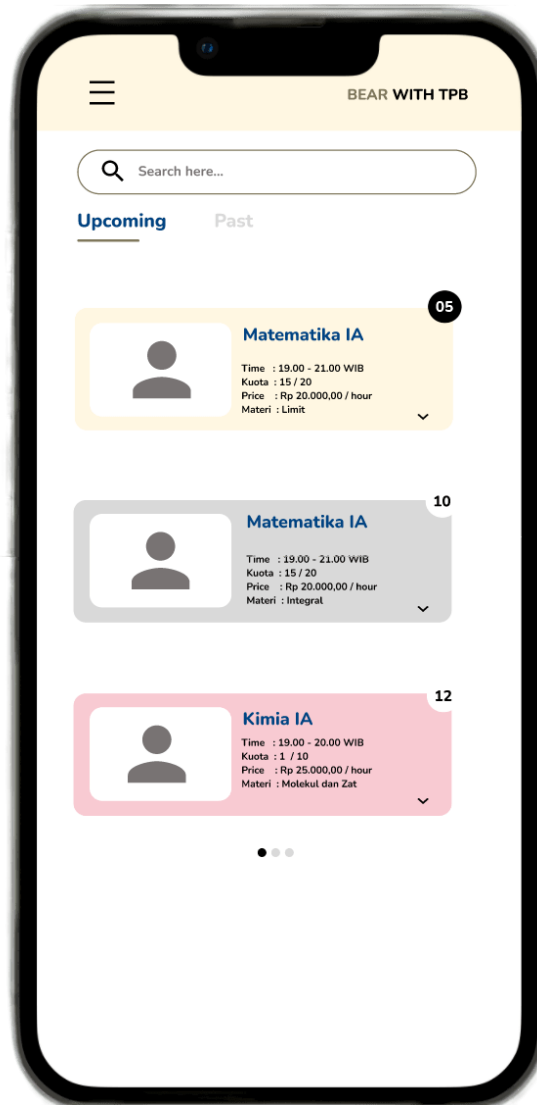 BEAR WITH TPB
Search here...
Upcoming Past
05
Matematika IA
Time : 19.00 - 21.00 WIB
Kuota : 15 / 20
Price : Rp 20.000,00 / hour
Materi : Limit
10
Matematika IA
Time : 19.00 - 21.00 WIB
Kuota : 15 / 20
Price : Rp 20.000,00 / hour
Materi : Integral
12
Kimia IA
Time : 19.00 - 20.00 WIB
Kuota : 1 / 10
Price : Rp 25.000,00 / hour
Materi : Molekul dan Zat